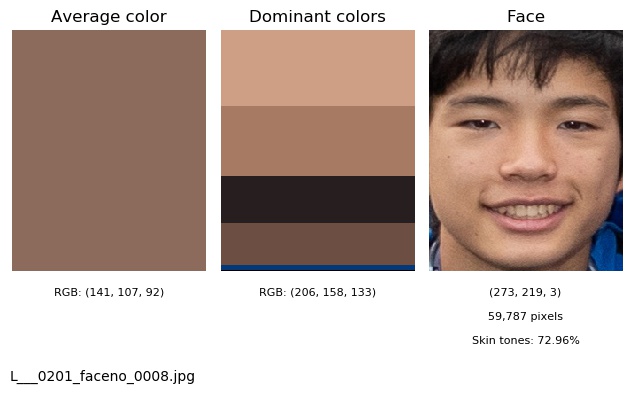 Average color
Dominant colors
Face
RGB: (141, 107, 92)
RGB: (206, 158, 133)
(273, 219, 3)
59,787 pixels
Skin tones: 72.96%
L___0201_faceno_0008.jpg